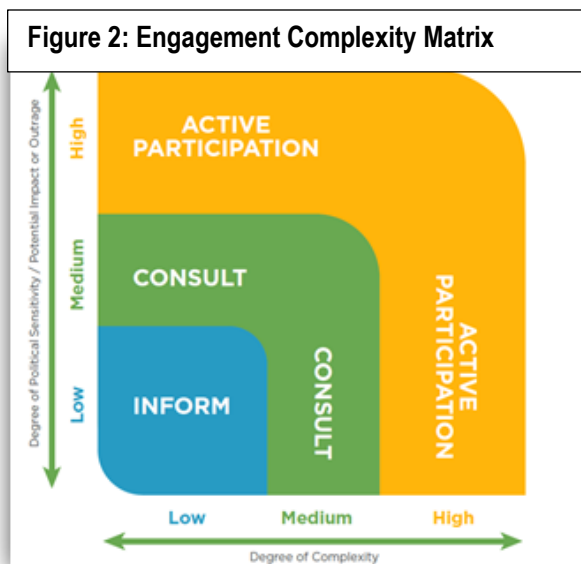 Figure 2: Engagement Complexity Matrix
Degree of Political Sensitivity / Potential Impact or Outrage
High
Medium
Low
ACTIVE
PARTICIPATION
CONSULT
INFORM
CONSULT
ACTIVE
PARTICIPATION
Low
Medium
High
Degree of Complexity